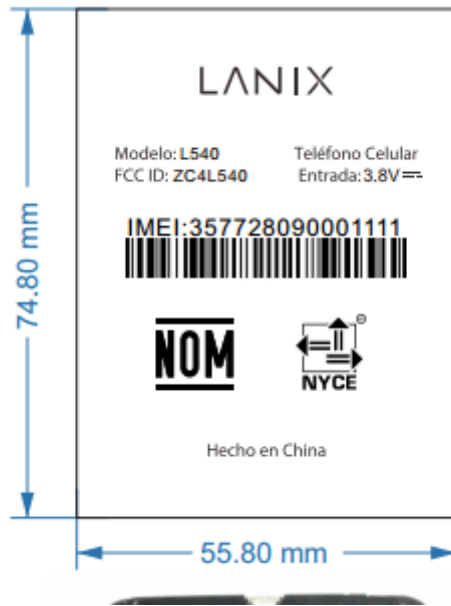 LANIX
Modelo: L540 Teléfono Celular
FCC ID: ZC4L540 Entrada: 3.8V
IMEI:357728090001111
NOM
NYCE
Hecho en China
74.80 mm
55.80 mm